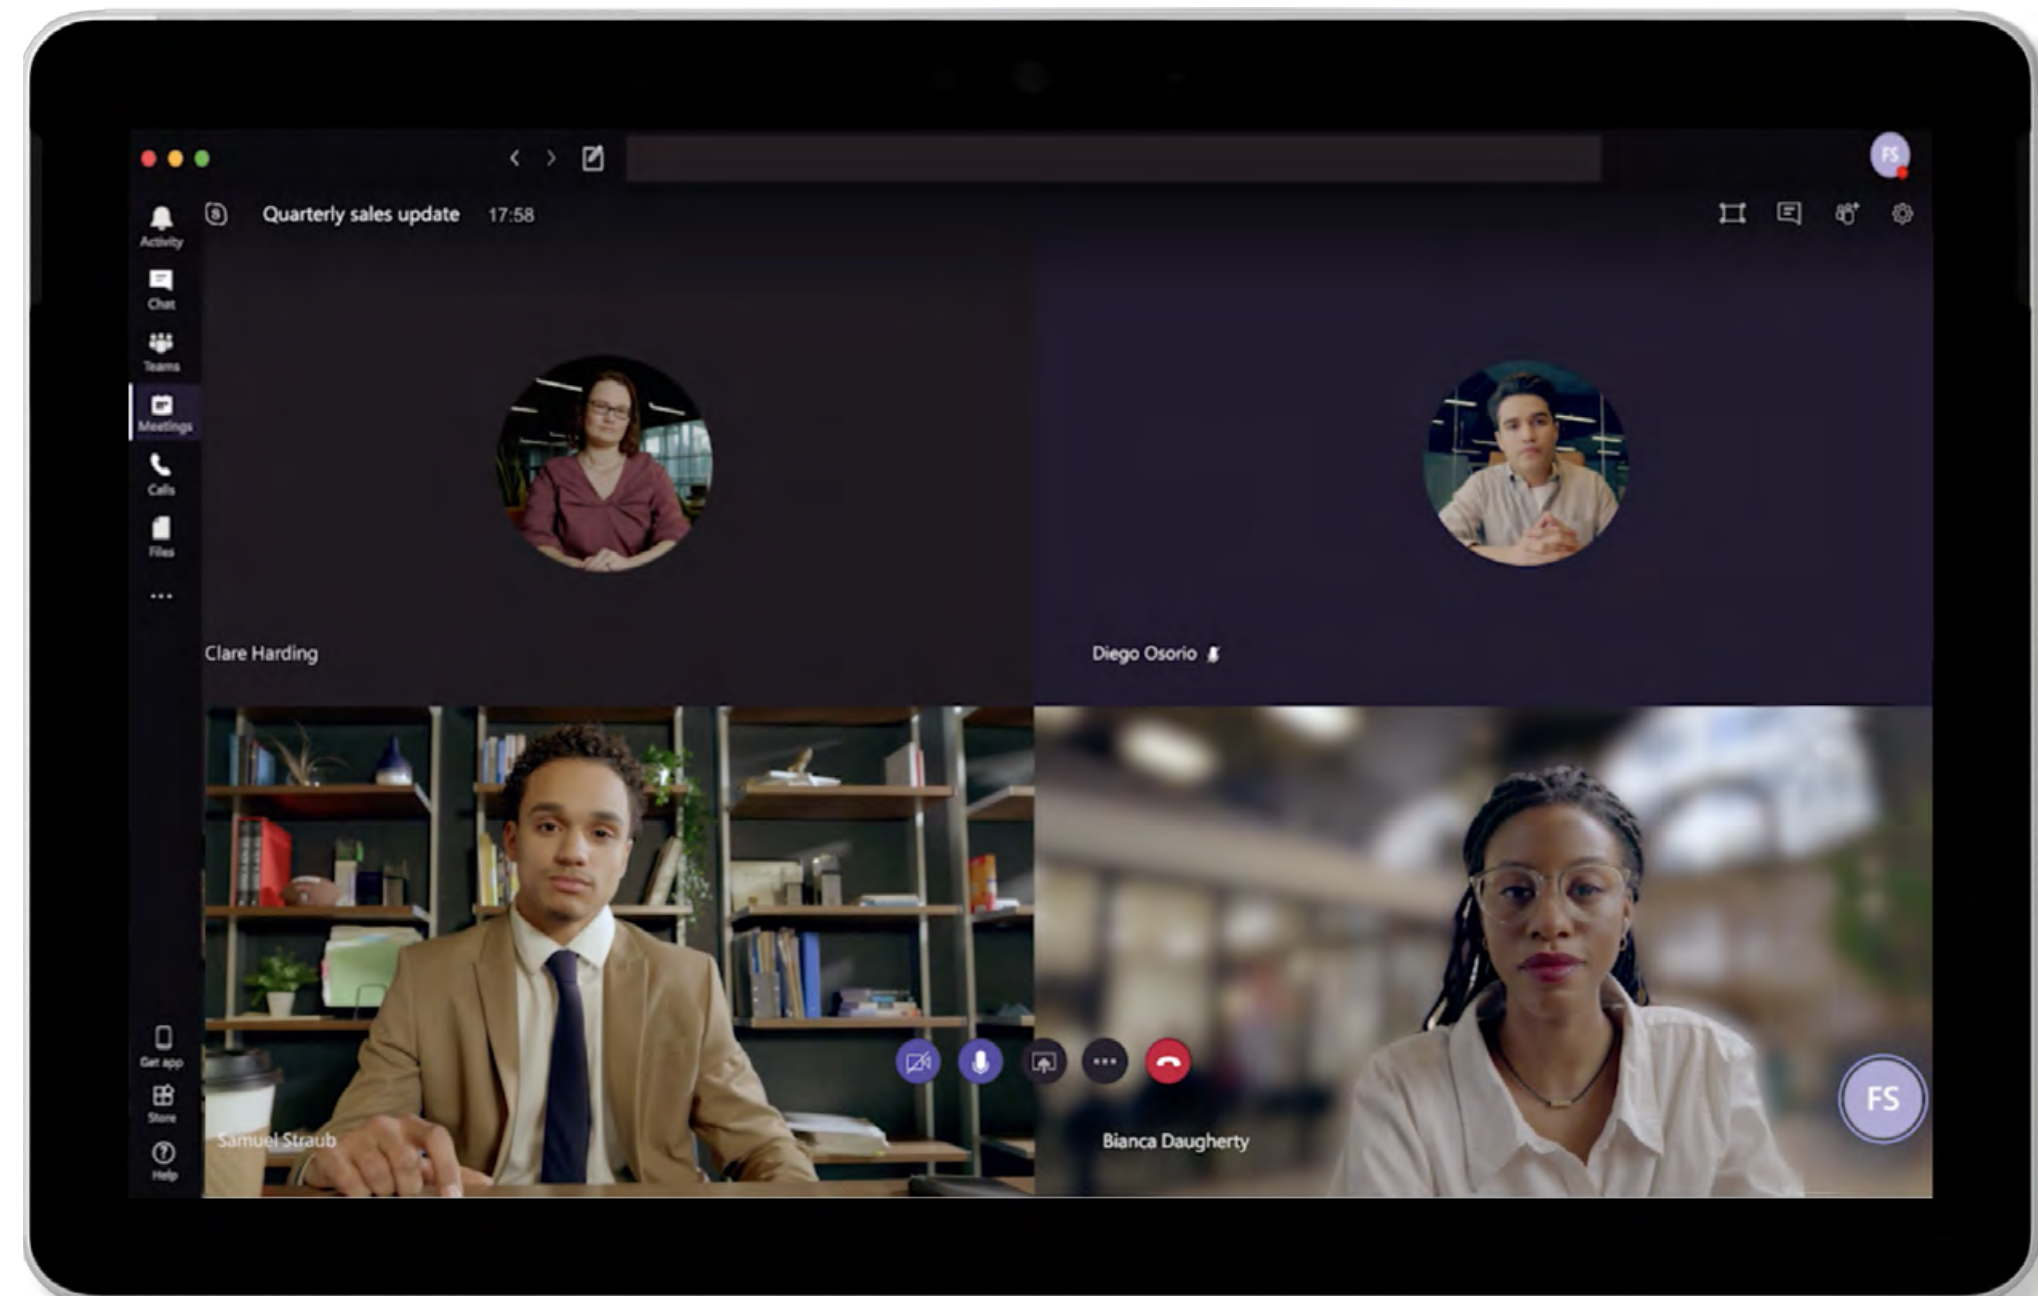 FS
Quarterly sales update 17:58
Activity
Chat
Teams
Meetings
Calls
Files
Clare Harding
Diego Osorio
Get app
Store
Help
Samuel Straub
Bianca Daugherty
FS